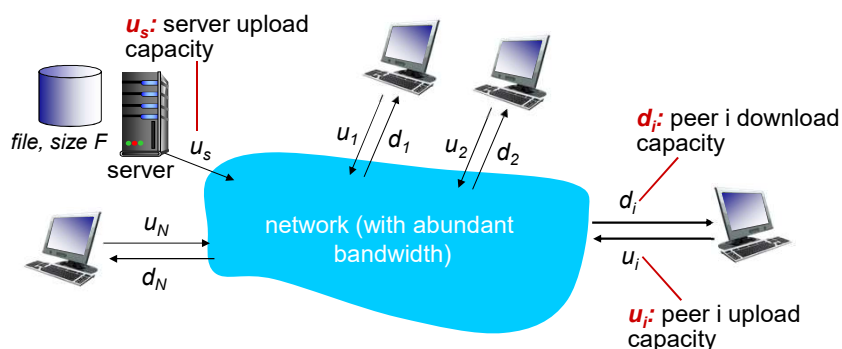 u_s: server upload
capacity
file, size F
u_s
server
u_1
d_1
u_2
d_2
d_i: peer i download
capacity
d_i
u_i
u_N
d_N
network (with abundant
bandwidth)
u_i: peer i upload
capacity